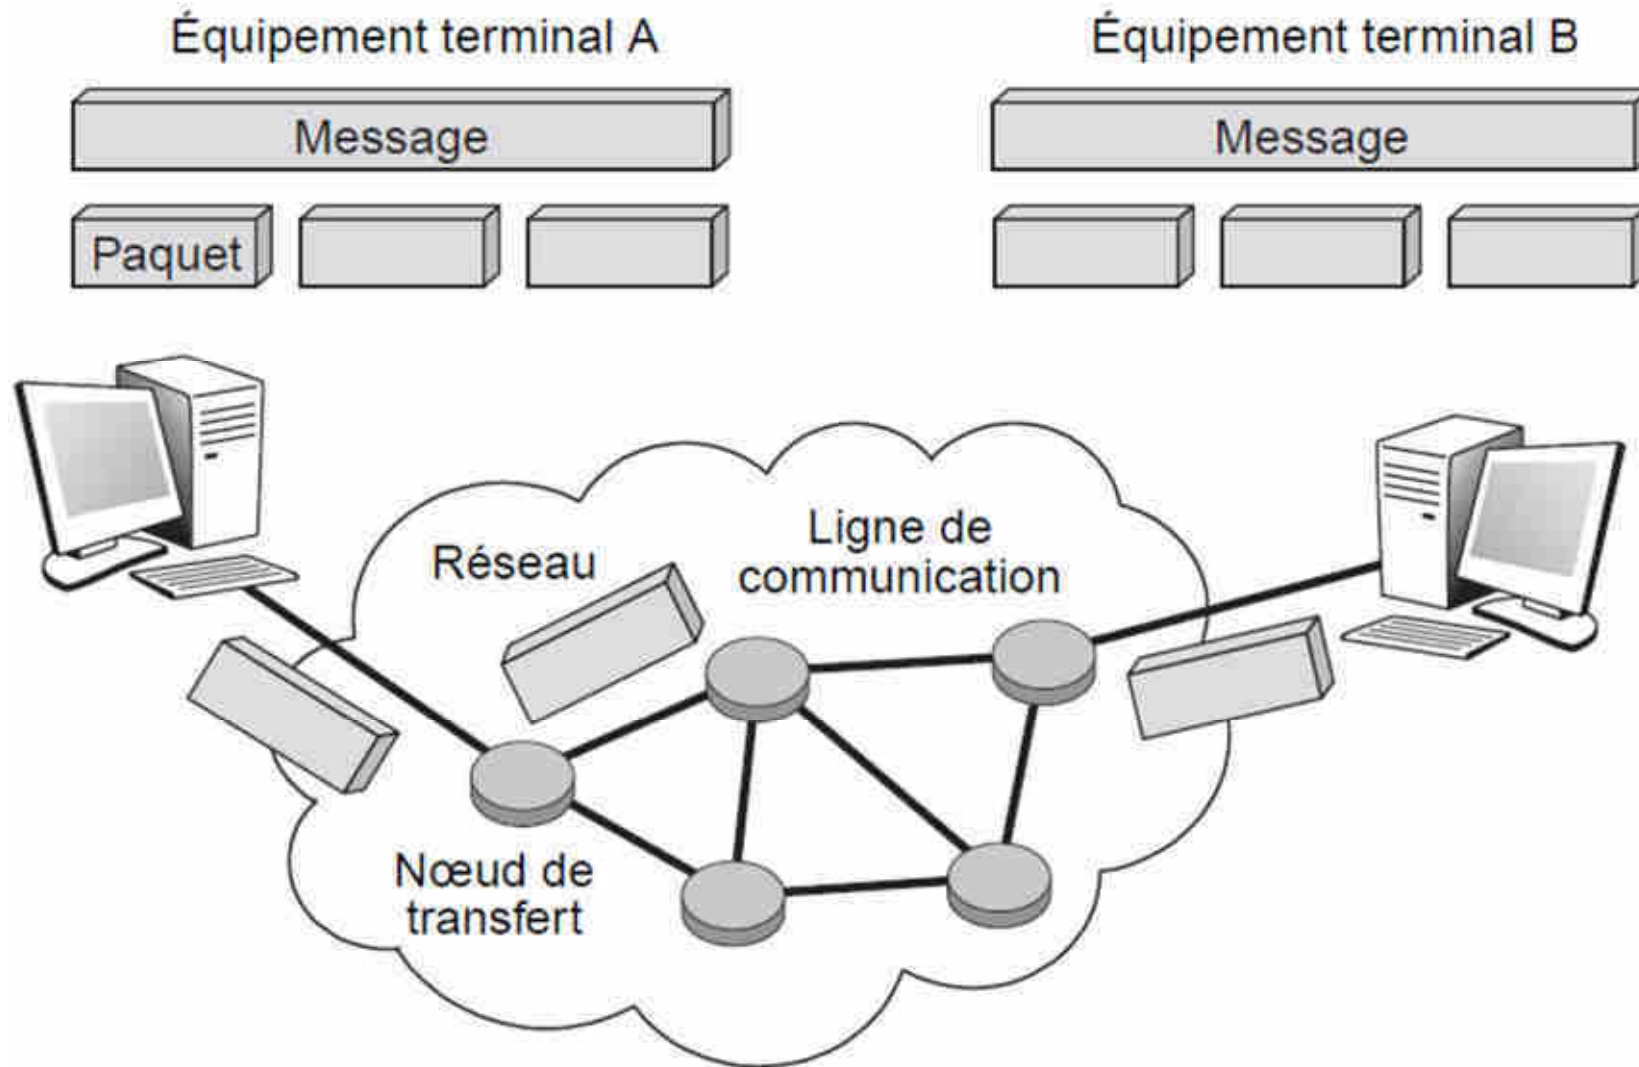 Équipement terminal A
Équipement terminal B
Message
Message
Paquet
Réseau
Ligne de
communication
Nœud de
transfert